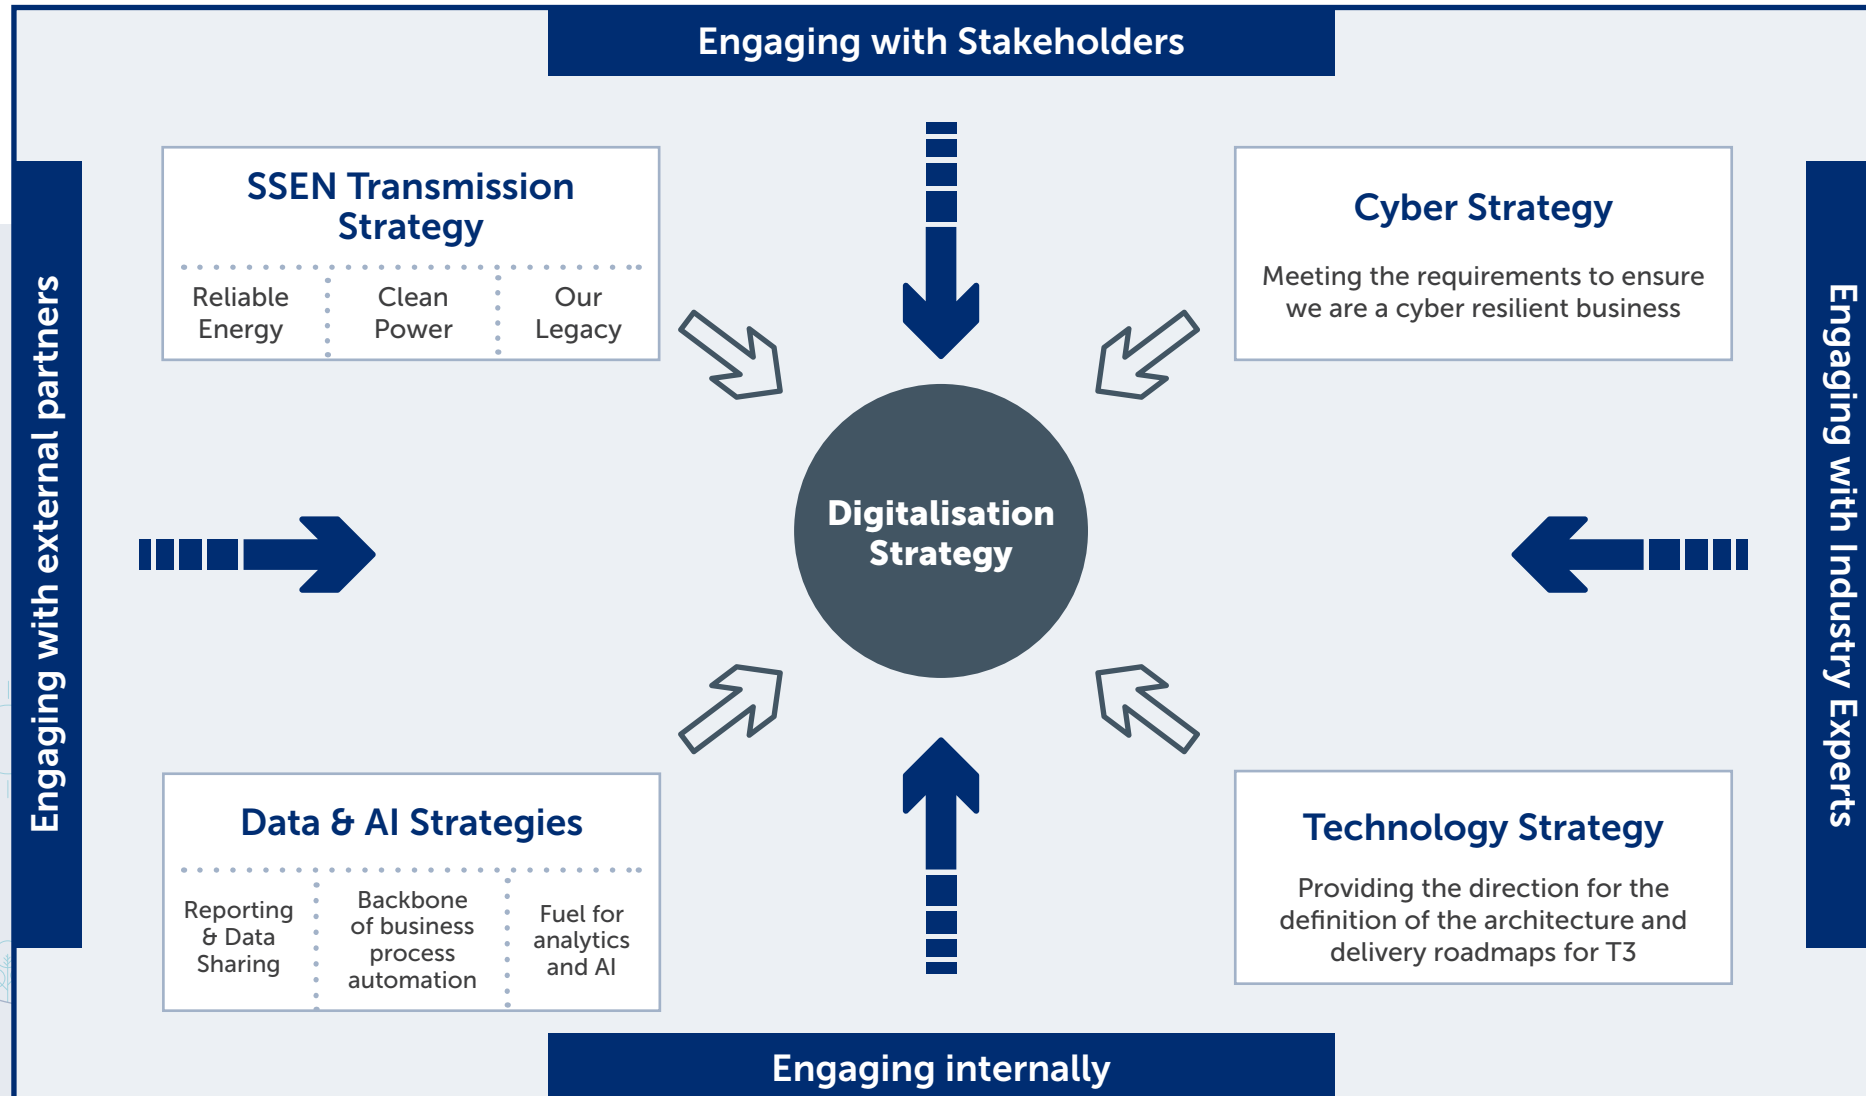 Engaging with Stakeholders
Engaging with external partners
SSEN Transmission
Strategy
Reliable
Energy
Clean
Power
Our
Legacy
Cyber Strategy
Meeting the requirements to ensure
we are a cyber resilient business
Engaging with Industry Experts
Digitalisation
Strategy
Data & AI Strategies
Reporting
& Data
Sharing
Backbone
of business
process
automation
Fuel for
analytics
and AI
Technology Strategy
Providing the direction for the
definition of the architecture and
delivery roadmaps for T3
Engaging internally